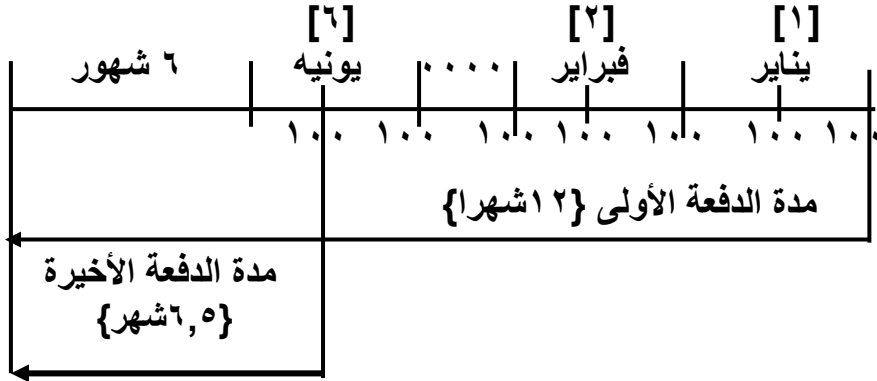 [١] [٢] [٦]
يناير فبراير ٠٠٠٠ يونيه ٦ شهور
١٠٠ ١٠٠ ١٠٠ ١٠٠ ١٠٠ ١٠٠ ١٠٠
مدة الدفعة الأولى {١٢شهرا}
مدة الدفعة الأخيرة
{٦,٥شهر}